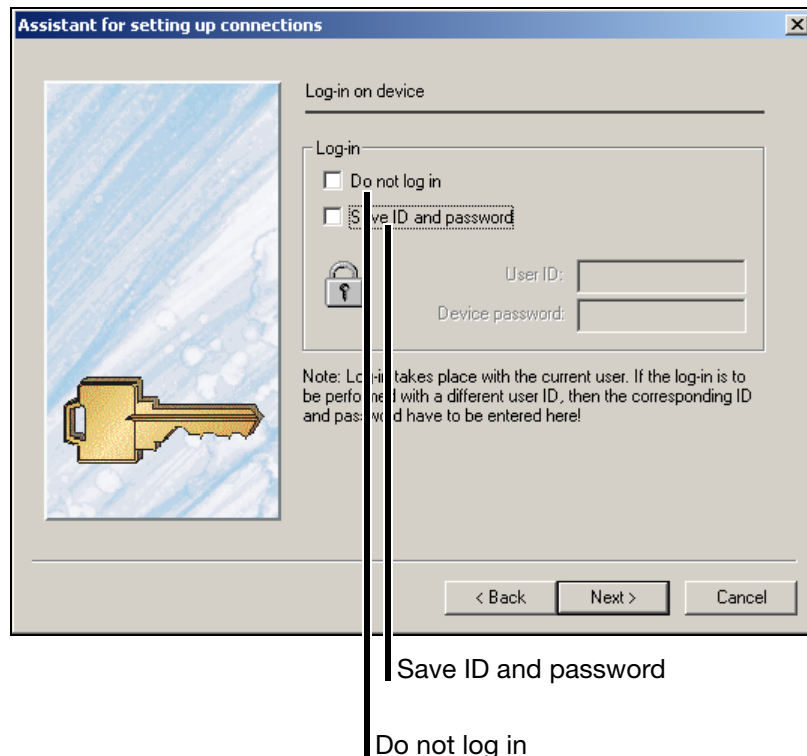 Assistant for setting up connections
Log-in on device
Log-in
Do not log in
Save ID and password
User ID:
Device password:
Note: Log-in takes place with the current user. If the log-in is to
be performed with a different user ID, then the corresponding ID
and password have to be entered here!
< Back Next > Cancel
Save ID and password
Do not log in